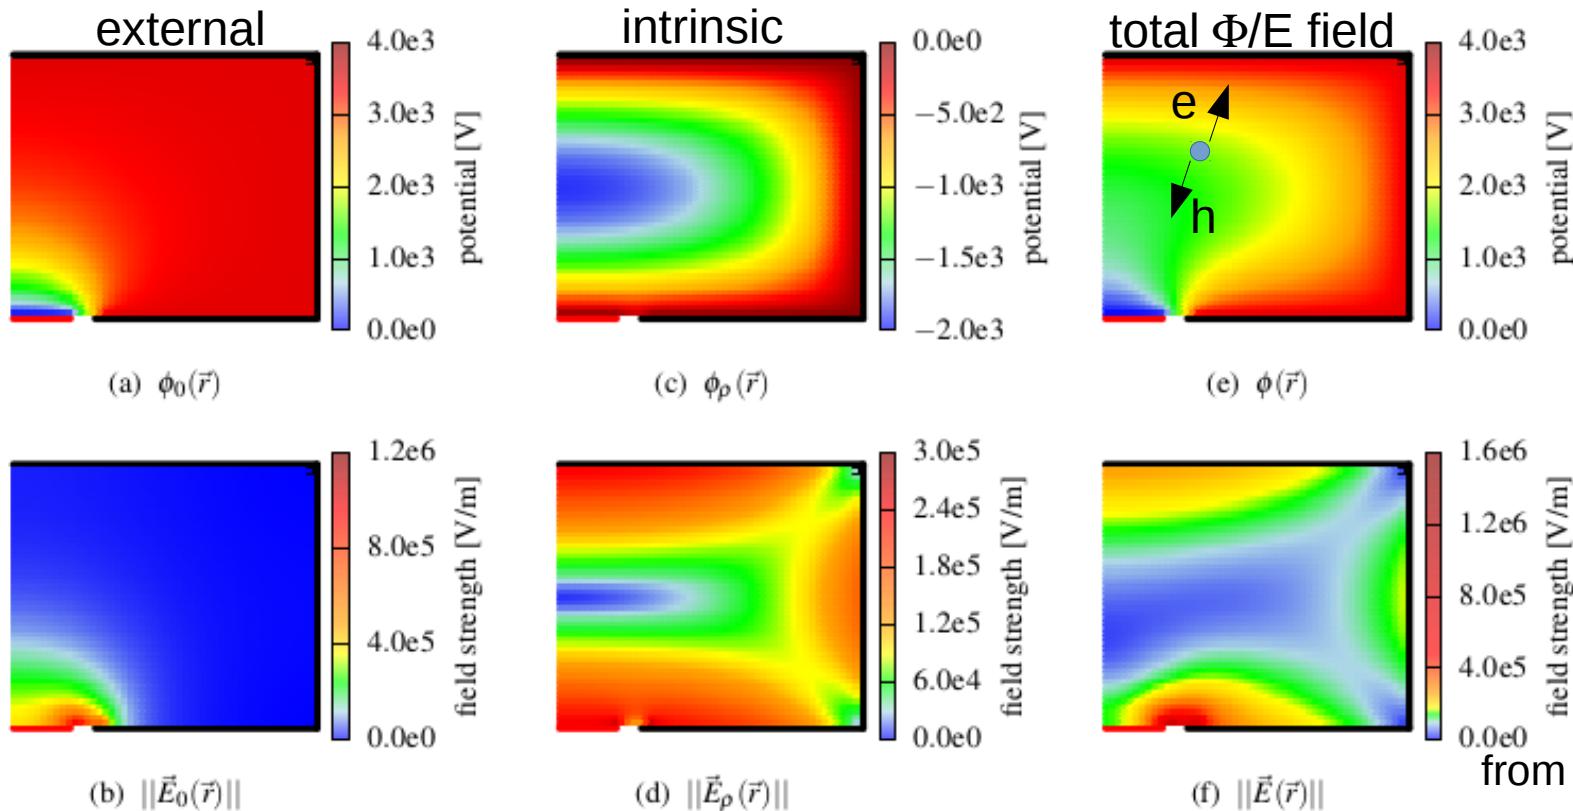 external
intrinsic
total Φ/E field
4.0e3
3.0e3
2.0e3
1.0e3
0.0e0
potential [V]
0.0e0
−5.0e2
−1.0e3
−1.5e3
−2.0e3
potential [V]
e
h
4.0e3
3.0e3
2.0e3
1.0e3
0.0e0
potential [V]
(a) ϕ₀(r⃗)
(c) ϕρ(r⃗)
(e) ϕ(r⃗)
1.2e6
8.0e5
4.0e5
0.0e0
field strength [V/m]
3.0e5
2.4e5
1.8e5
1.2e5
6.0e4
0.0e0
field strength [V/m]
1.6e6
1.2e6
8.0e5
4.0e5
0.0e0
field strength [V/m]
from
(b) ||E⃗₀(r⃗)||
(d) ||E⃗ρ(r⃗)||
(f) ||E⃗(r⃗)||